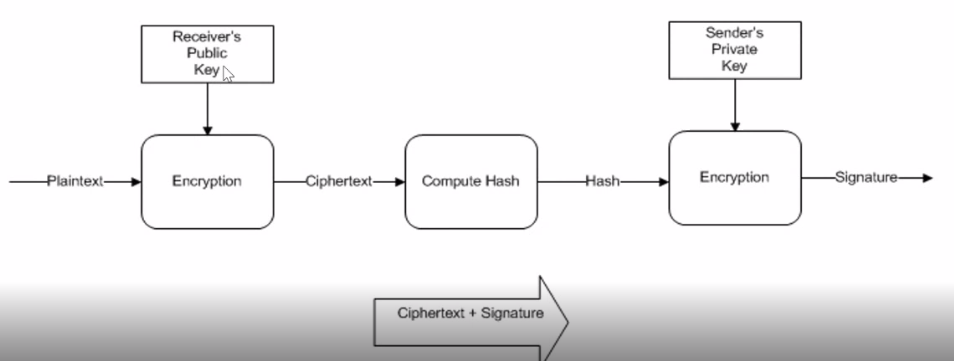 Receiver's
Public
Key
Sender's
Private
Key
Plaintext
Encryption
Ciphertext
Compute Hash
Hash
Encryption
Signature
Ciphertext + Signature